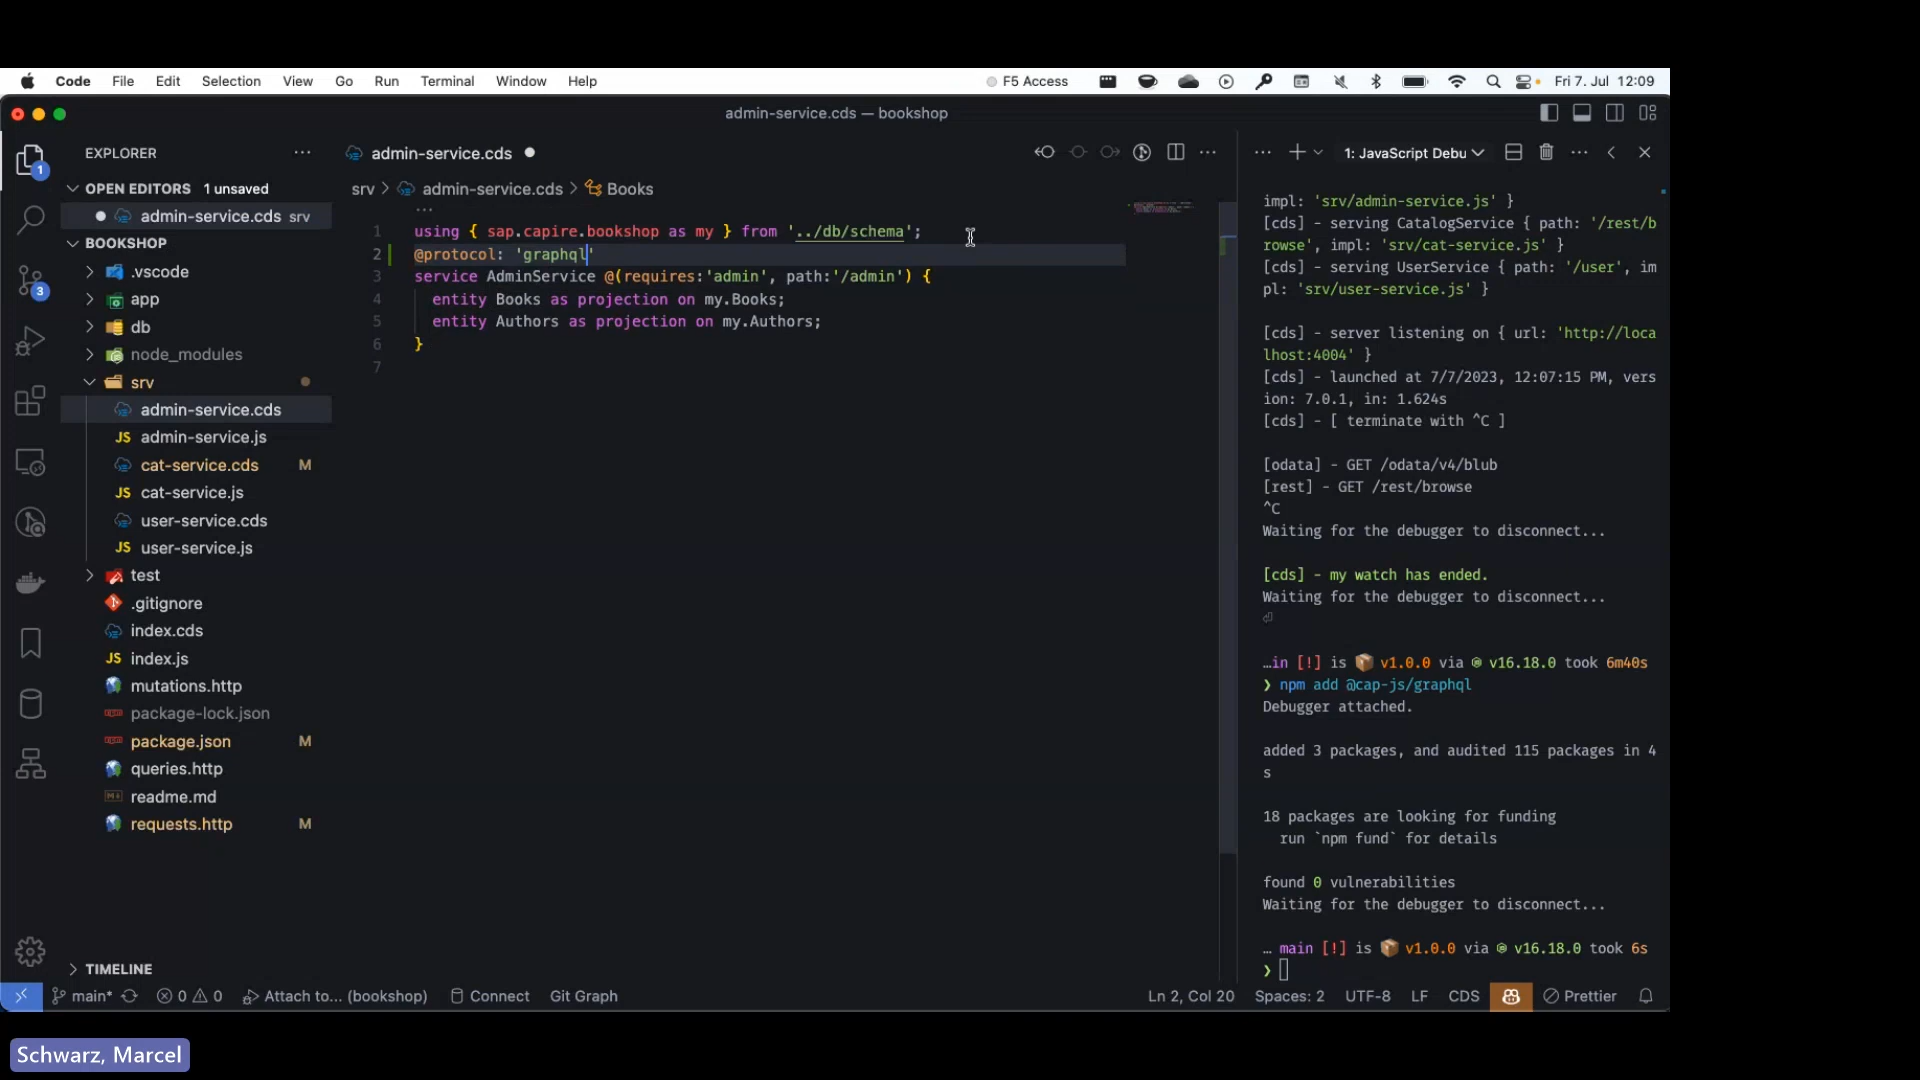 Code File Edit Selection View Go Run Terminal Window Help F5 Access Fri 7. Jul 12:09
admin-service.cds — bookshop
EXPLORER
OPEN EDITORS 1 unsaved
admin-service.cds srv
BOOKSHOP
.vscode
app
db
node_modules
srv
admin-service.cds
admin-service.js
cat-service.cds M
cat-service.js
user-service.cds
user-service.js
test
.gitignore
index.cds
index.js
mutations.http
package-lock.json
package.json M
queries.http
readme.md
requests.http M
TIMELINE
1
3
admin-service.cds
srv > admin-service.cds > Books
...
1 using { sap.capire.bookshop as my } from '../db/schema';
2 @protocol: 'graphql'
3 service AdminService @(requires:'admin', path:'/admin') {
4 entity Books as projection on my.Books;
5 entity Authors as projection on my.Authors;
6 }
7
1: JavaScript Debu
impl: 'srv/admin-service.js' }
[cds] - serving CatalogService { path: '/rest/b
rowse', impl: 'srv/cat-service.js' }
[cds] - serving UserService { path: '/user', im
pl: 'srv/user-service.js' }
[cds] - server listening on { url: 'http://loca
lhost:4004' }
[cds] - launched at 7/7/2023, 12:07:15 PM, vers
ion: 7.0.1, in: 1.624s
[cds] - [ terminate with ^C ]
[odata] - GET /odata/v4/blub
[rest] - GET /rest/browse
^C
Waiting for the debugger to disconnect...
[cds] - my watch has ended.
Waiting for the debugger to disconnect...
⏎
…in [!] is 📦 v1.0.0 via v16.18.0 took 6m40s
❯ npm add @cap-js/graphql
Debugger attached.
added 3 packages, and audited 115 packages in 4
s
18 packages are looking for funding
run `npm fund` for details
found 0 vulnerabilities
Waiting for the debugger to disconnect...
… main [!] is 📦 v1.0.0 via v16.18.0 took 6s
❯
main* 0 0 Attach to... (bookshop) Connect Git Graph Ln 2, Col 20 Spaces: 2 UTF-8 LF CDS Prettier
Schwarz, Marcel